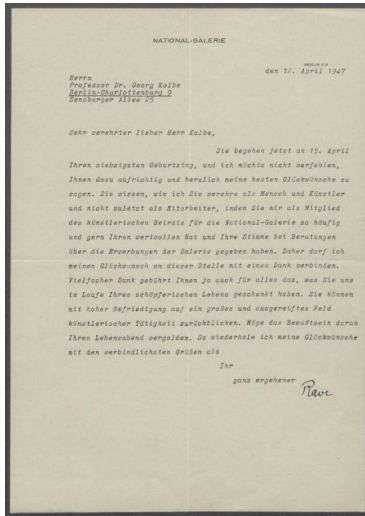 NATIONAL-GALERIE
BERLIN C 2
den 12. April 1947
Herrn
Professor Dr. Georg Kolbe
Berlin-Charlottenburg 9
Sensburger Allee 25
Sehr verehrter lieber Herr Kolbe,
Sie begehen jetzt am 15. April
Ihren siebzigsten Geburtstag, und ich möchte nicht verfehlen,
Ihnen dazu aufrichtig und herzlich meine besten Glückwünsche zu
sagen. Sie wissen, wie ich Sie verehre als Mensch und Künstler
und nicht zuletzt als Mitarbeiter, indem Sie mir als Mitglied
des künstlerischen Beirats für die National-Galerie so häufig
und gern Ihren wertvollen Rat und Ihre Stimme bei Beratungen
über die Erwerbungen der Galerie gegeben haben. Daher darf ich
meinen Glückwunsch an dieser Stelle mit einem Dank verbinden.
Vielfacher Dank gebührt Ihnen ja auch für alles das, was Sie uns
im Laufe Ihres schöpferischen Lebens geschenkt haben. Sie können
mit hoher Befriedigung auf ein großes und ausgereiftes Feld
künstlerischer Tätigkeit zurückblicken. Möge das Bewußtsein daran
Ihren Lebensabend vergolden. So wiederhole ich meine Glückwünsche
mit den verbindlichsten Grüßen als
Ihr
ganz ergebener
Rave